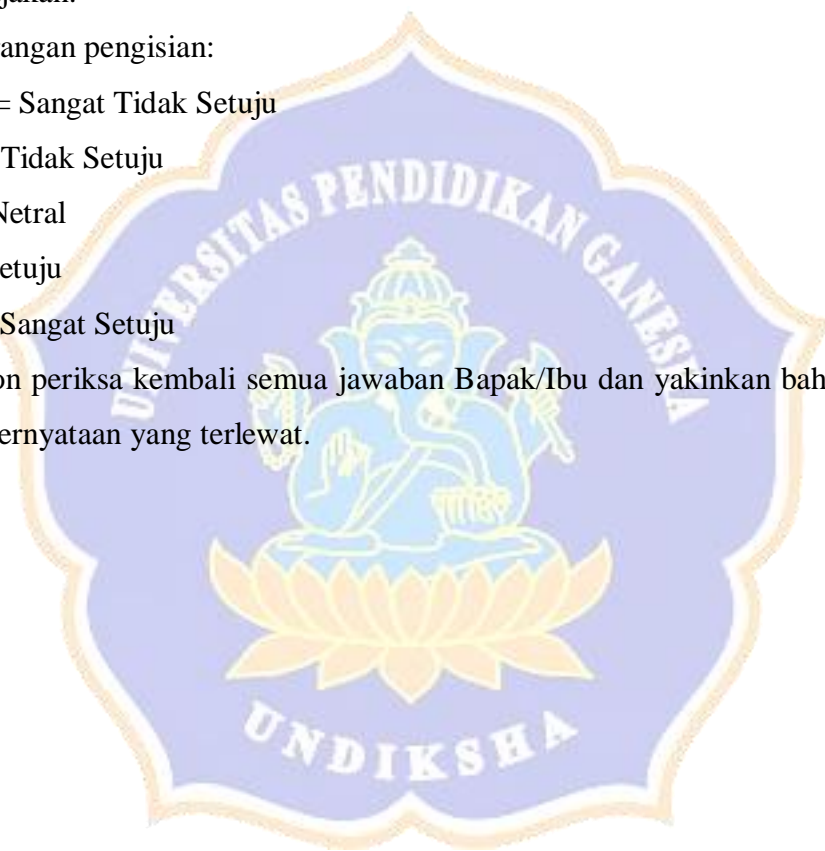 jakan.
rangan pengisian:
= Sangat Tidak Setuju
Tidak Setuju
Netral
etuju
Sangat Setuju
on periksa kembali semua jawaban Bapak/Ibu dan yakinkan bah
ernyataan yang terlewat.
UNIVERSITAS PENDIDIKAN GANESHA
UNDIKSHA